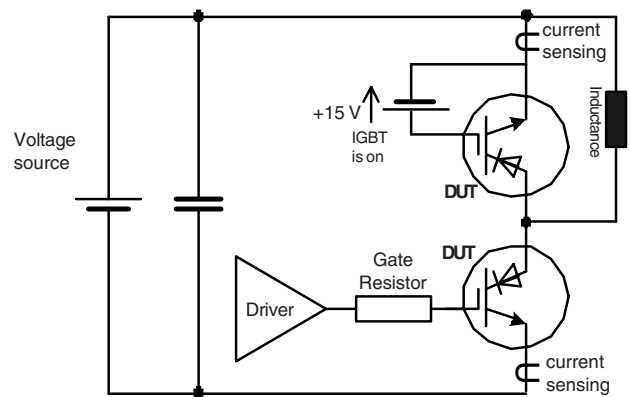 current
sensing
+15 V
IGBT
is on
Inductance
Voltage
source
DUT
DUT
Gate
Resistor
Driver
current
sensing